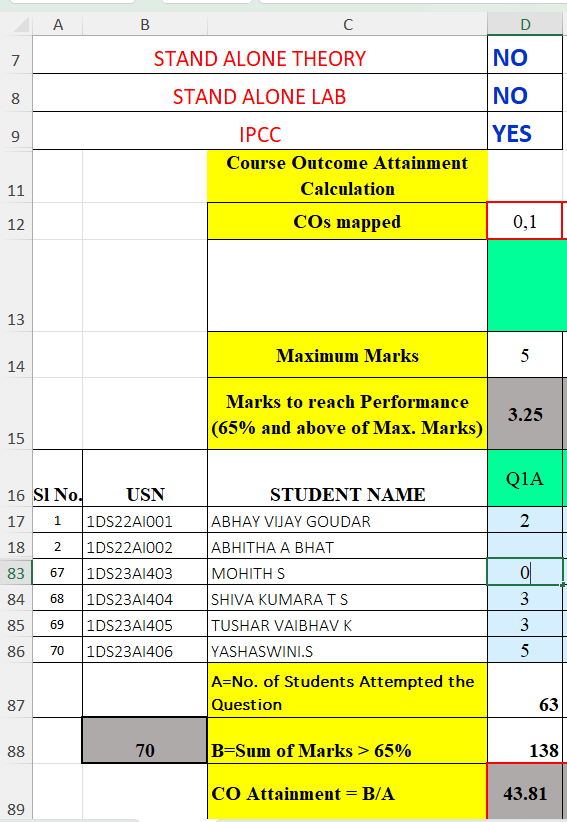 A B C D
7 STAND ALONE THEORY NO
8 STAND ALONE LAB NO
9 IPCC YES
Course Outcome Attainment
11 Calculation
12 COs mapped 0,1
13
14 Maximum Marks 5
Marks to reach Performance
15 (65% and above of Max. Marks) 3.25
16 Sl No. USN STUDENT NAME Q1A
17 1 1DS22AI001 ABHAY VIJAY GOUDAR 2
18 2 1DS22AI002 ABHITHA A BHAT
83 67 1DS23AI403 MOHITH S 0
84 68 1DS23AI404 SHIVA KUMARA T S 3
85 69 1DS23AI405 TUSHAR VAIBHAV K 3
86 70 1DS23AI406 YASHASWINI.S 5
A=No. of Students Attempted the
87 Question 63
88 70 B=Sum of Marks > 65% 138
89 CO Attainment = B/A 43.81